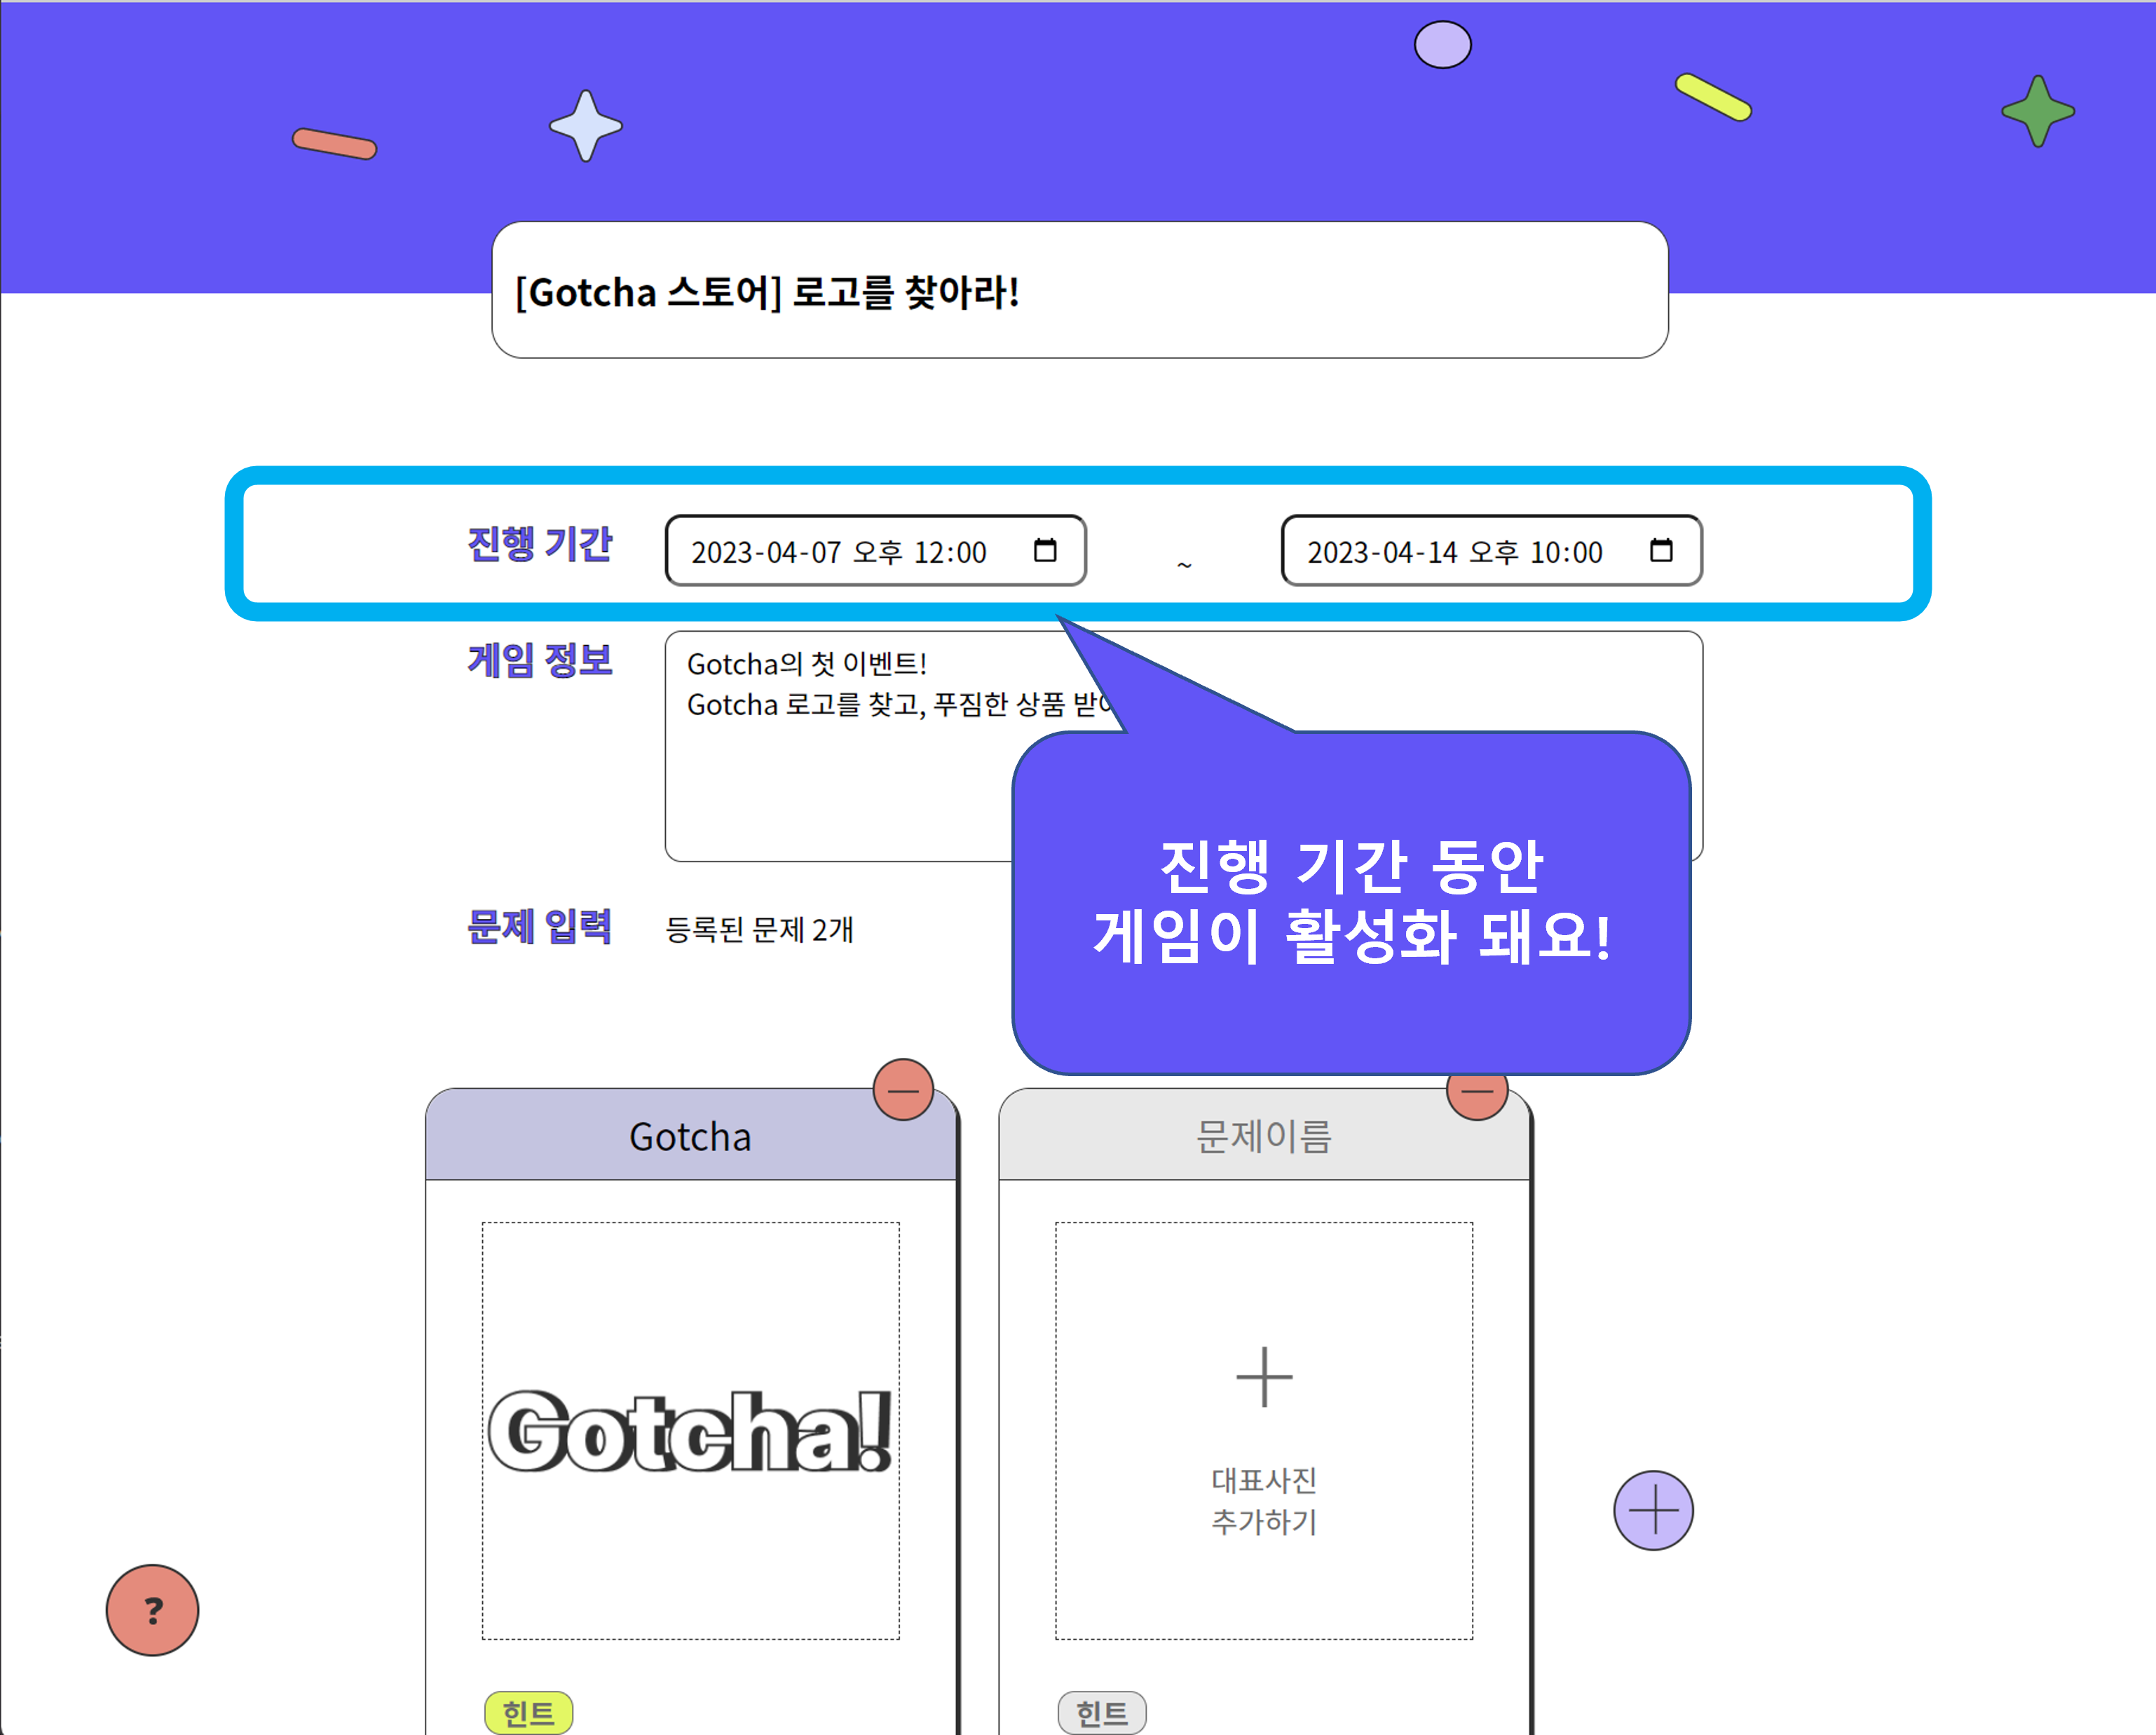 [Gotcha 스토어] 로고를 찾아라!
진행 기간
2023-04-07 오후 12:00
~
2023-04-14 오후 10:00
게임 정보
Gotcha의 첫 이벤트!
Gotcha 로고를 찾고, 푸짐한 상품
진행 기간 동안
게임이 활성화 돼요!
문제 입력
등록된 문제 2개
Gotcha
문제이름
Gotcha!
대표사진
추가하기
?
힌트
힌트